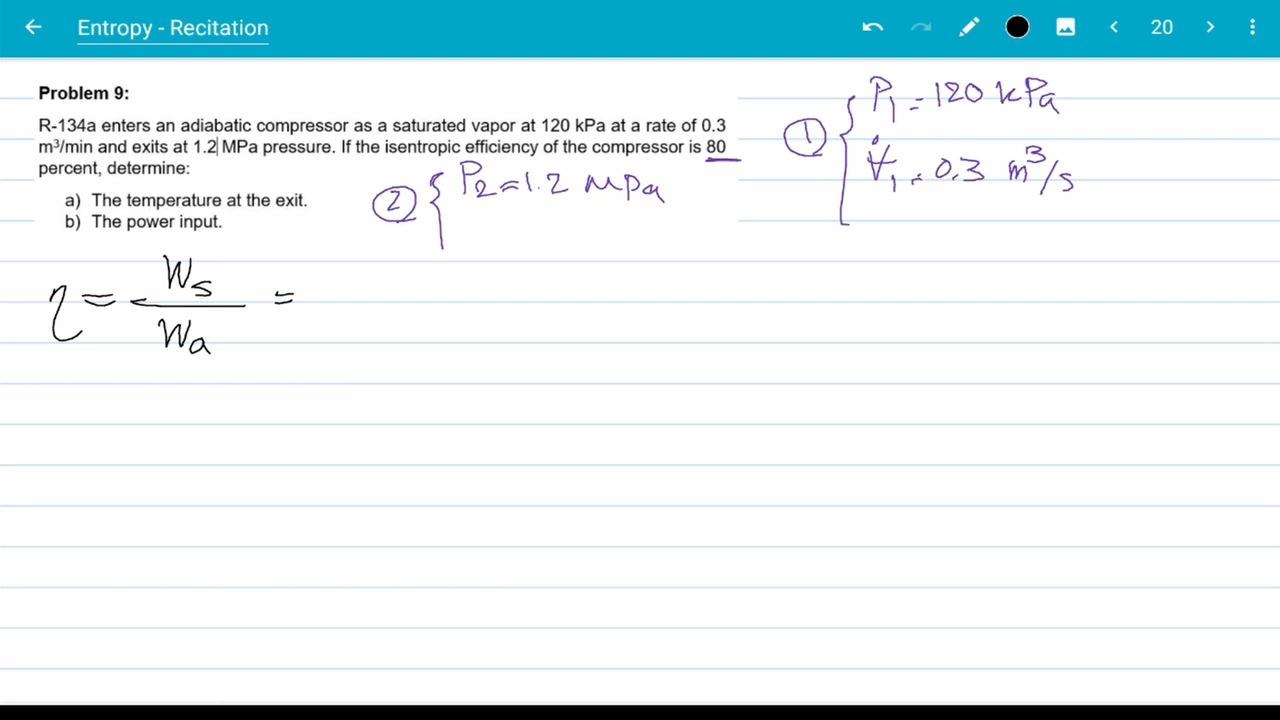 Entropy - Recitation
20
Problem 9:
R-134a enters an adiabatic compressor as a saturated vapor at 120 kPa at a rate of 0.3
m³/min and exits at 1.2 MPa pressure. If the isentropic efficiency of the compressor is 80
percent, determine:
a) The temperature at the exit.
b) The power input.
① P₁ = 120 kPa
V̇₁ = 0.3 m³/s
② P₂ = 1.2 MPa
η = Ws / Wa =